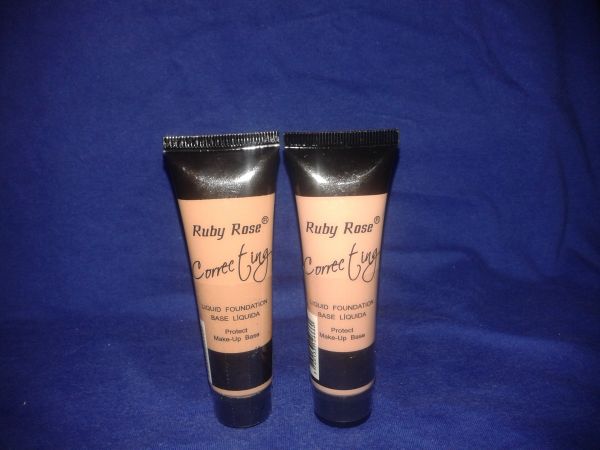 Ruby Rose®
Correcting
LIQUID FOUNDATION
BASE LÍQUIDA
Protect
Make-Up Base
Ruby Rose®
Correcting
LIQUID FOUNDATION
BASE LÍQUIDA
Protect
Make-Up Base